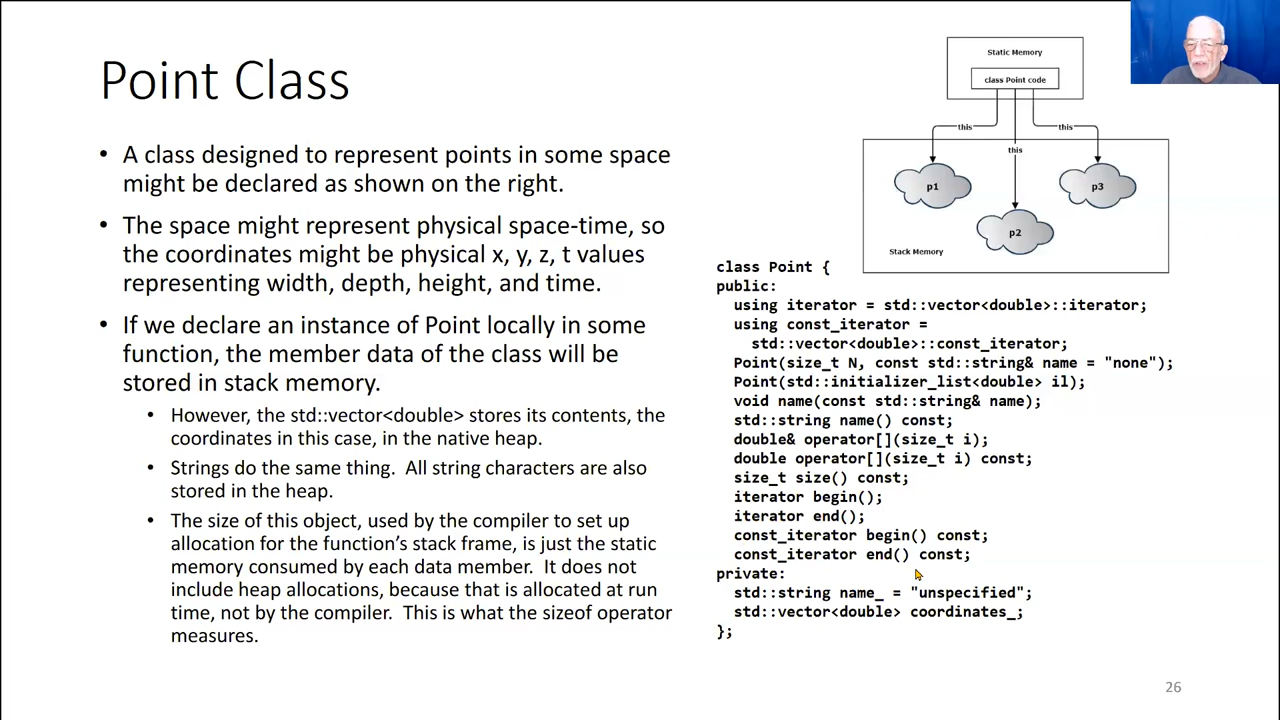 Point Class
• A class designed to represent points in some space
might be declared as shown on the right.
• The space might represent physical space-time, so
the coordinates might be physical x, y, z, t values
representing width, depth, height, and time.
• If we declare an instance of Point locally in some
function, the member data of the class will be
stored in stack memory.
• However, the std::vector<double> stores its contents, the
coordinates in this case, in the native heap.
• Strings do the same thing. All string characters are also
stored in the heap.
• The size of this object, used by the compiler to set up
allocation for the function's stack frame, is just the static
memory consumed by each data member. It does not
include heap allocations, because that is allocated at run
time, not by the compiler. This is what the sizeof operator
measures.
Static Memory
class Point code
this
this
this
p1
p3
p2
Stack Memory
class Point {
public:
using iterator = std::vector<double>::iterator;
using const_iterator =
std::vector<double>::const_iterator;
Point(size_t N, const std::string& name = "none");
Point(std::initializer_list<double> il);
void name(const std::string& name);
std::string name() const;
double& operator[](size_t i);
double operator[](size_t i) const;
size_t size() const;
iterator begin();
iterator end();
const_iterator begin() const;
const_iterator end() const;
private:
std::string name_ = "unspecified";
std::vector<double> coordinates_;
};
26